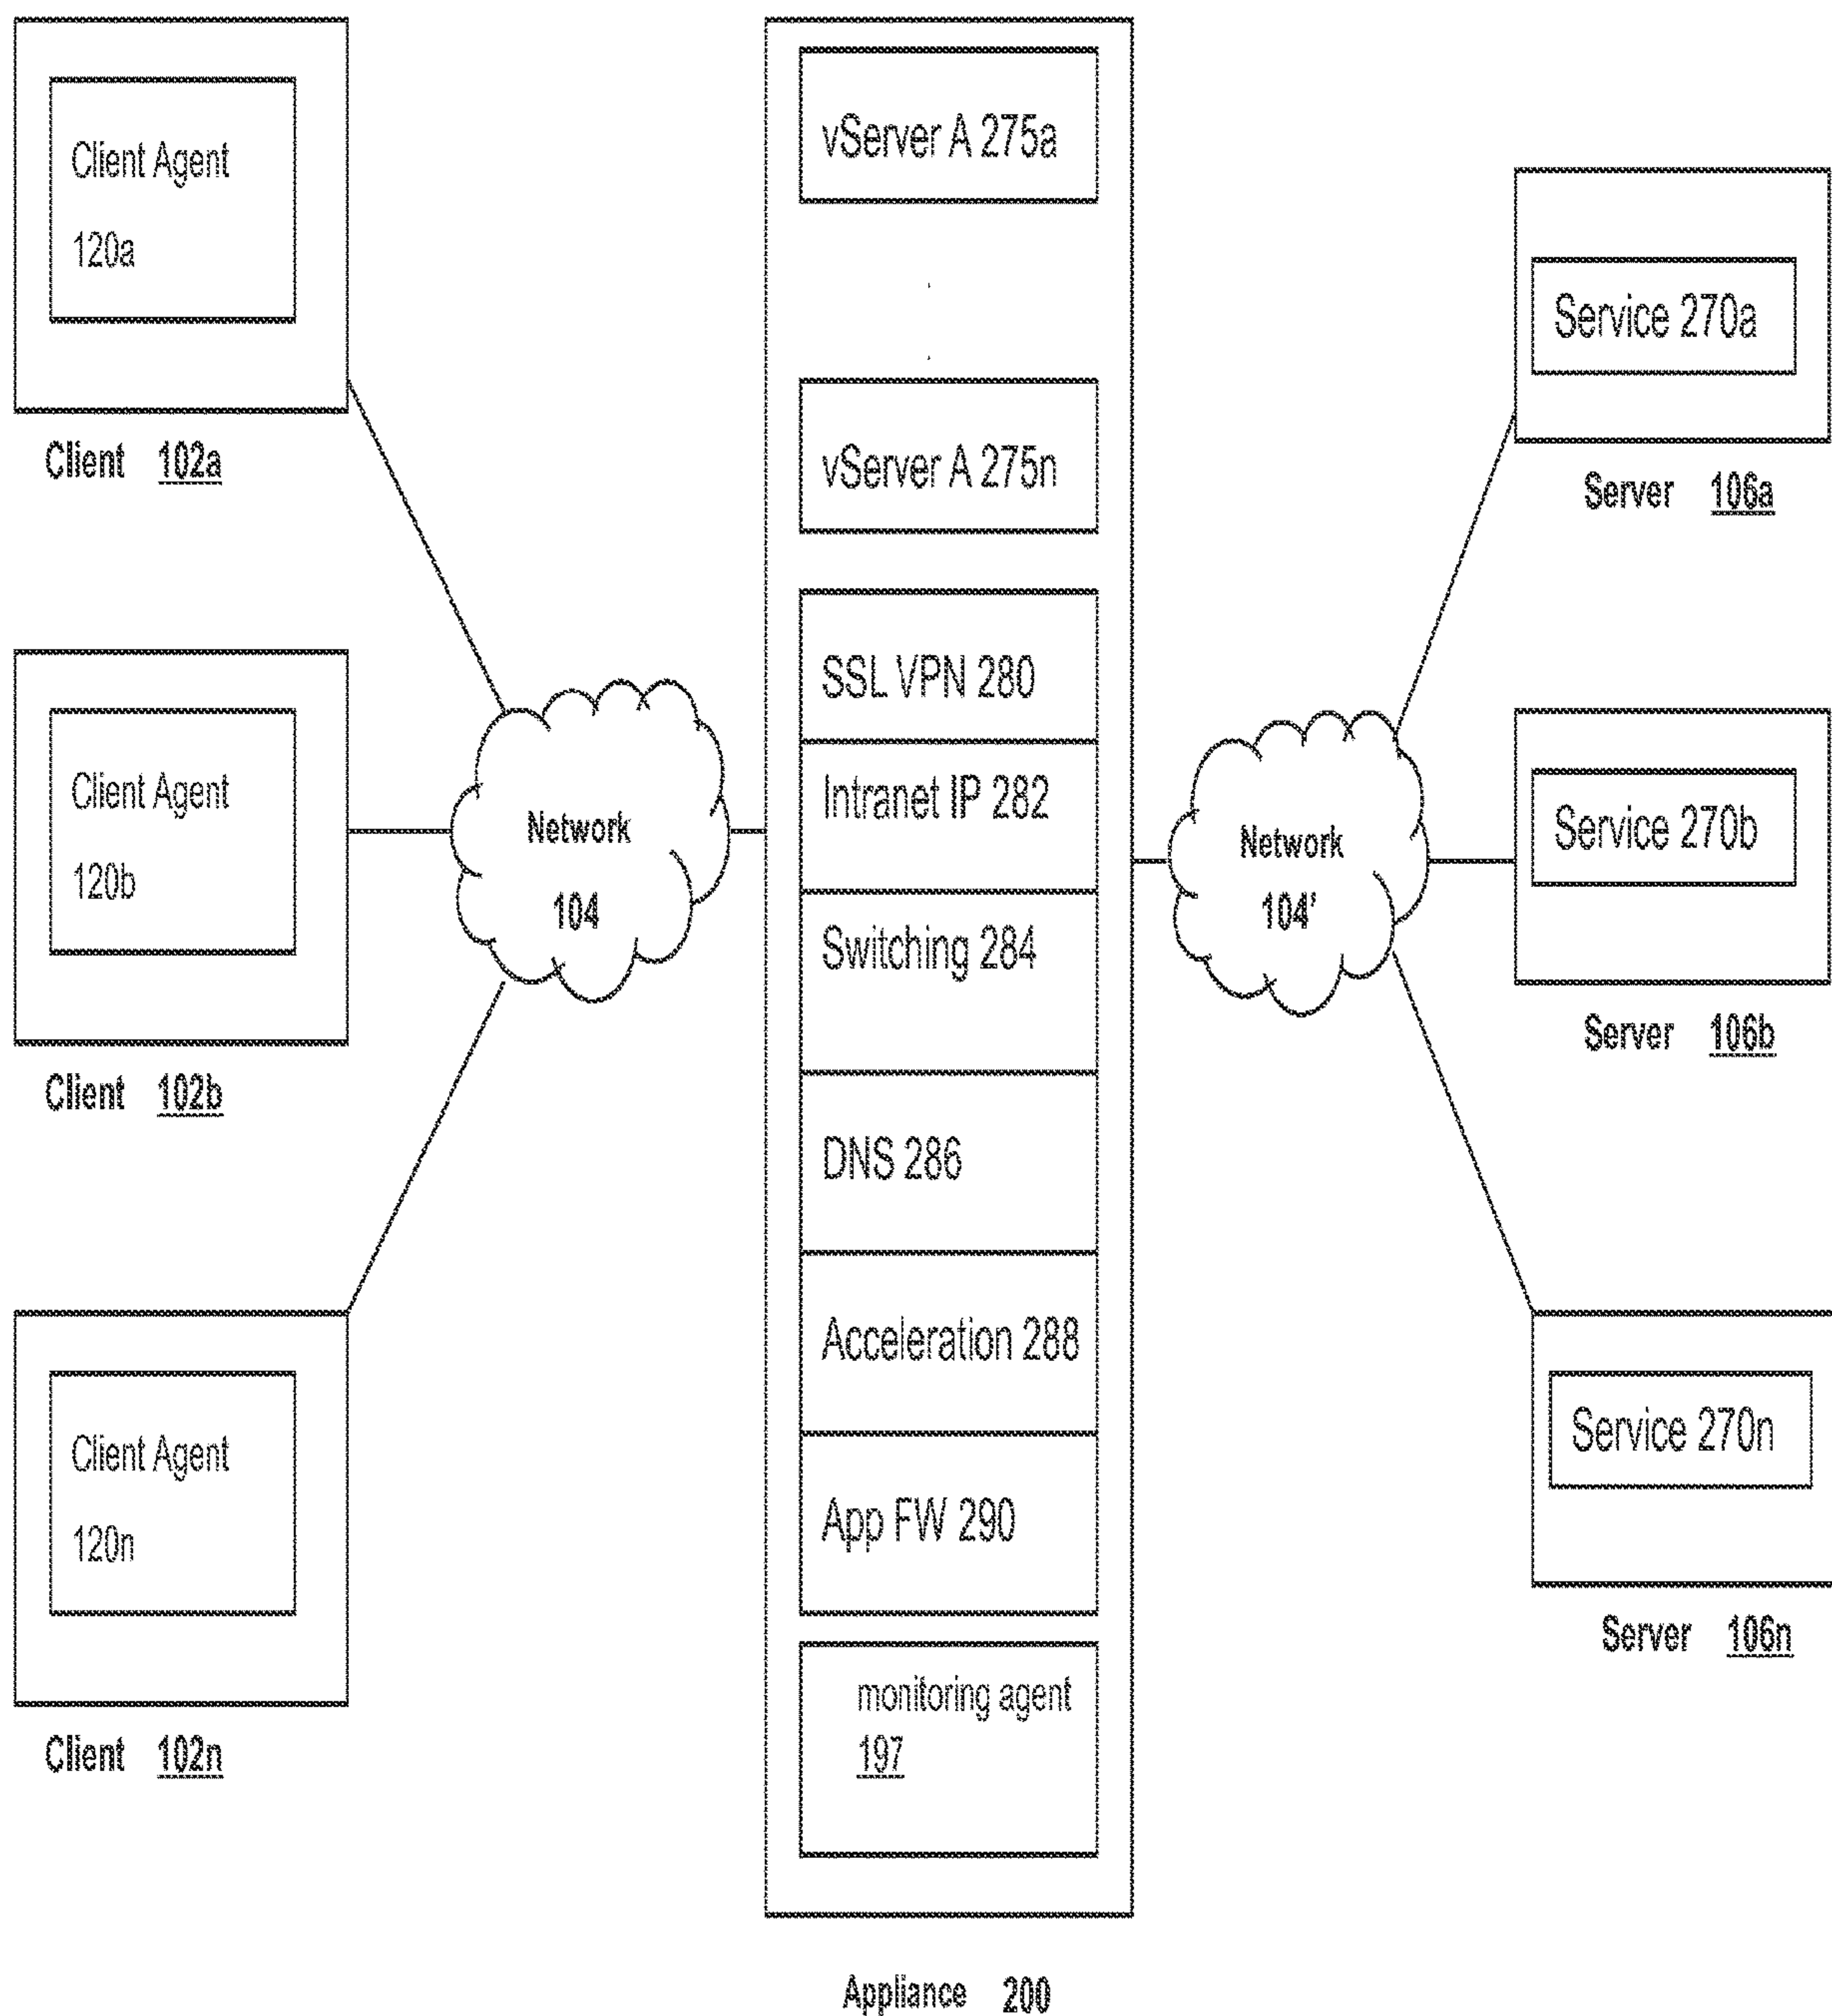 Client Agent
120a
Client 102a
Client Agent
120b
Client 102b
Client Agent
120n
Client 102n
Network
104
vServer A 275a
vServer A 275n
SSL VPN 280
Intranet IP 282
Switching 284
DNS 286
Acceleration 288
App FW 290
monitoring agent
197
Appliance 200
Network
104'
Service 270a
Server 106a
Service 270b
Server 106b
Service 270n
Server 106n